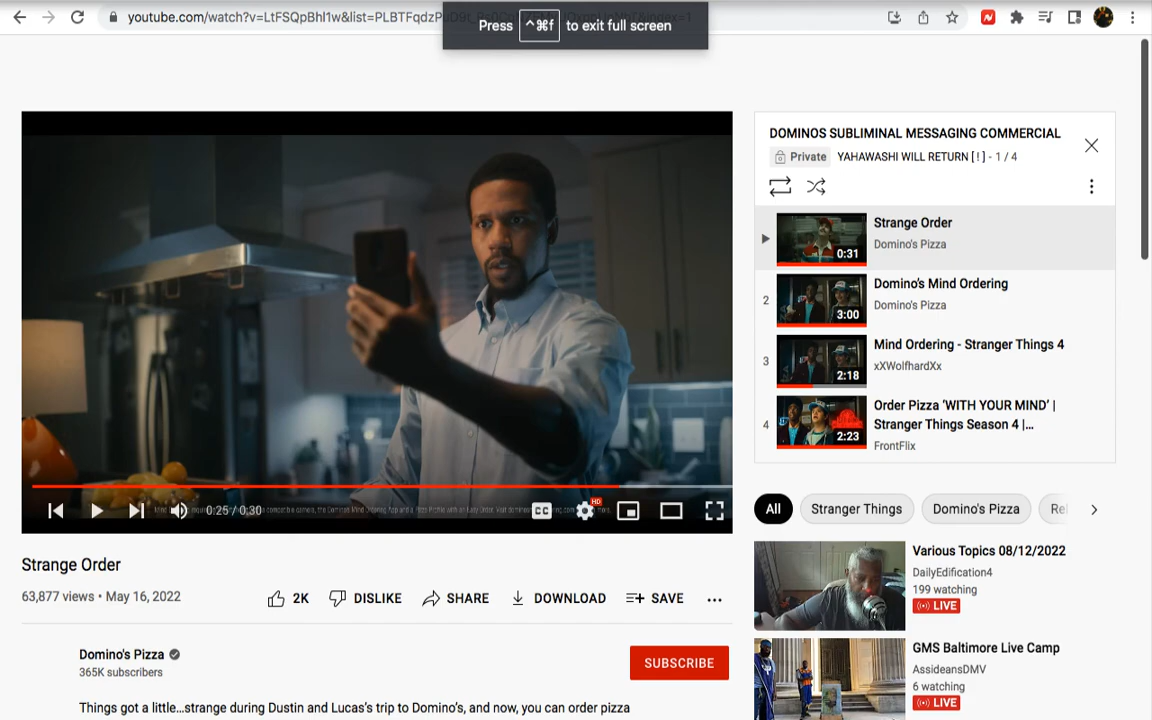 youtube.com/watch?v=LtFSQpBhI1w&list=PLBTFqdzP
Press ^⌘f to exit full screen
DOMINOS SUBLIMINAL MESSAGING COMMERCIAL
Private YAHAWASHI WILL RETURN [ ! ] - 1 / 4
Strange Order
Domino's Pizza
0:31
2
Domino's Mind Ordering
Domino's Pizza
3:00
3
Mind Ordering - Stranger Things 4
xXWolfhardXx
2:18
4
Order Pizza ‘WITH YOUR MIND’ |
Stranger Things Season 4 |...
FrontFlix
2:23
0:25 / 0:30
CC
HD
All
Stranger Things
Domino's Pizza
Strange Order
63,877 views • May 16, 2022
2K
DISLIKE
SHARE
DOWNLOAD
SAVE
Domino's Pizza
365K subscribers
SUBSCRIBE
Things got a little...strange during Dustin and Lucas's trip to Domino's, and now, you can order pizza
Various Topics 08/12/2022
DailyEdification4
199 watching
LIVE
GMS Baltimore Live Camp
AssideansDMV
6 watching
LIVE